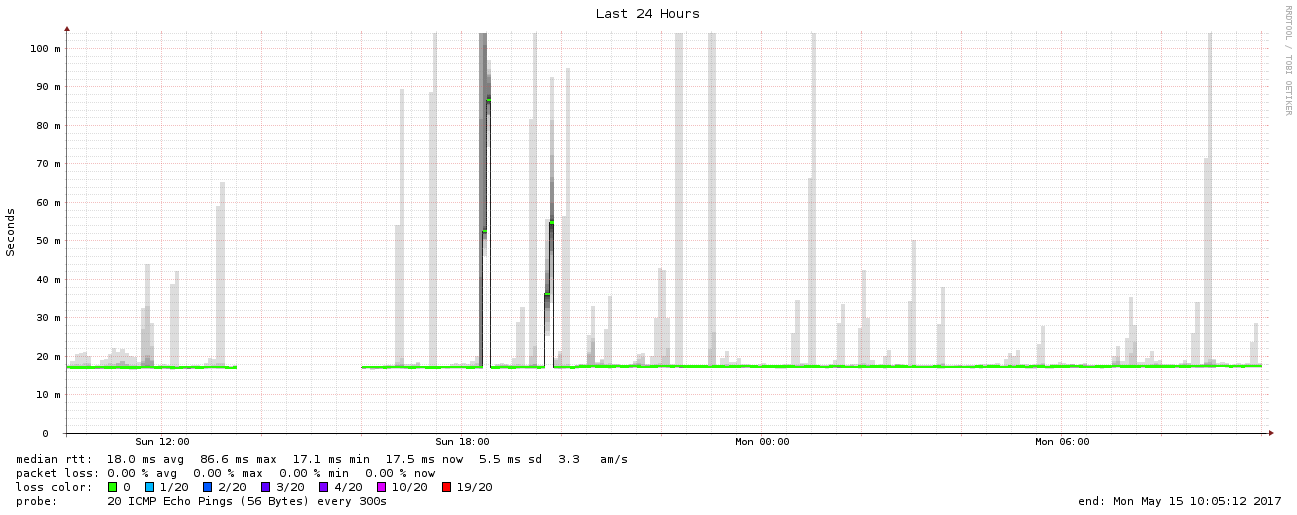 Last 24 Hours
RRDTOOL / TOBI OETIKER
Seconds
100 m
90 m
80 m
70 m
60 m
50 m
40 m
30 m
20 m
10 m
0
Sun 12:00 Sun 18:00 Mon 00:00 Mon 06:00
median rtt: 18.0 ms avg 86.6 ms max 17.1 ms min 17.5 ms now 5.5 ms sd 3.3 am/s
packet loss: 0.00 % avg 0.00 % max 0.00 % min 0.00 % now
loss color: 0 1/20 2/20 3/20 4/20 10/20 19/20
probe: 20 ICMP Echo Pings (56 Bytes) every 300s end: Mon May 15 10:05:12 2017